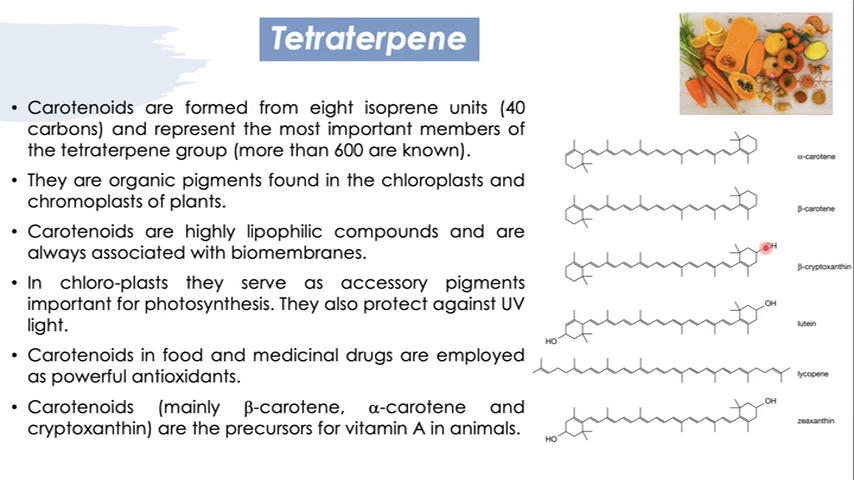 Tetraterpene
• Carotenoids are formed from eight isoprene units (40
carbons) and represent the most important members of
the tetraterpene group (more than 600 are known).
• They are organic pigments found in the chloroplasts and
chromoplasts of plants.
• Carotenoids are highly lipophilic compounds and are
always associated with biomembranes.
• In chloro-plasts they serve as accessory pigments
important for photosynthesis. They also protect against UV
light.
• Carotenoids in food and medicinal drugs are employed
as powerful antioxidants.
• Carotenoids (mainly β-carotene, α-carotene and
cryptoxanthin) are the precursors for vitamin A in animals.
α-carotene
β-carotene
OH
β-cryptoxanthin
OH
lutein
HO
lycopene
OH
zeaxanthin
HO